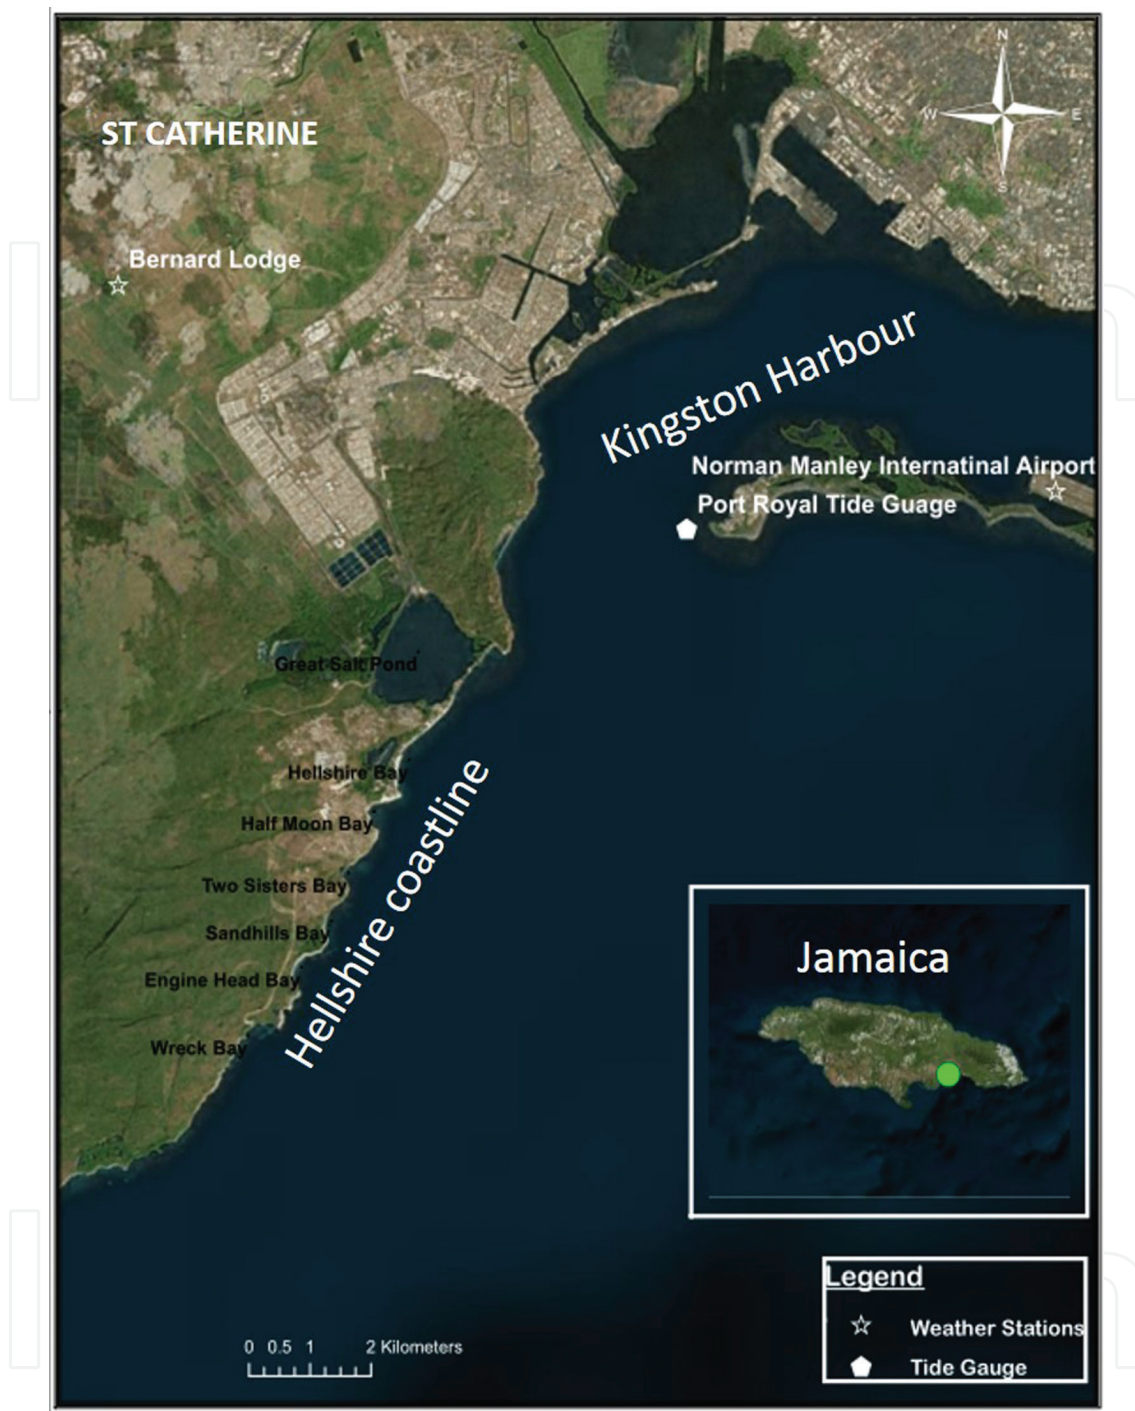 N
W
E
S
ST CATHERINE
Bernard Lodge
Kingston Harbour
Norman Manley Internatinal Airport
Port Royal Tide Guage
Great Salt Pond
Hellshire Bay
Half Moon Bay
Two Sisters Bay
Sandhills Bay
Engine Head Bay
Wreck Bay
Hellshire coastline
Jamaica
Legend
Weather Stations
Tide Gauge
0 0.5 1 2 Kilometers